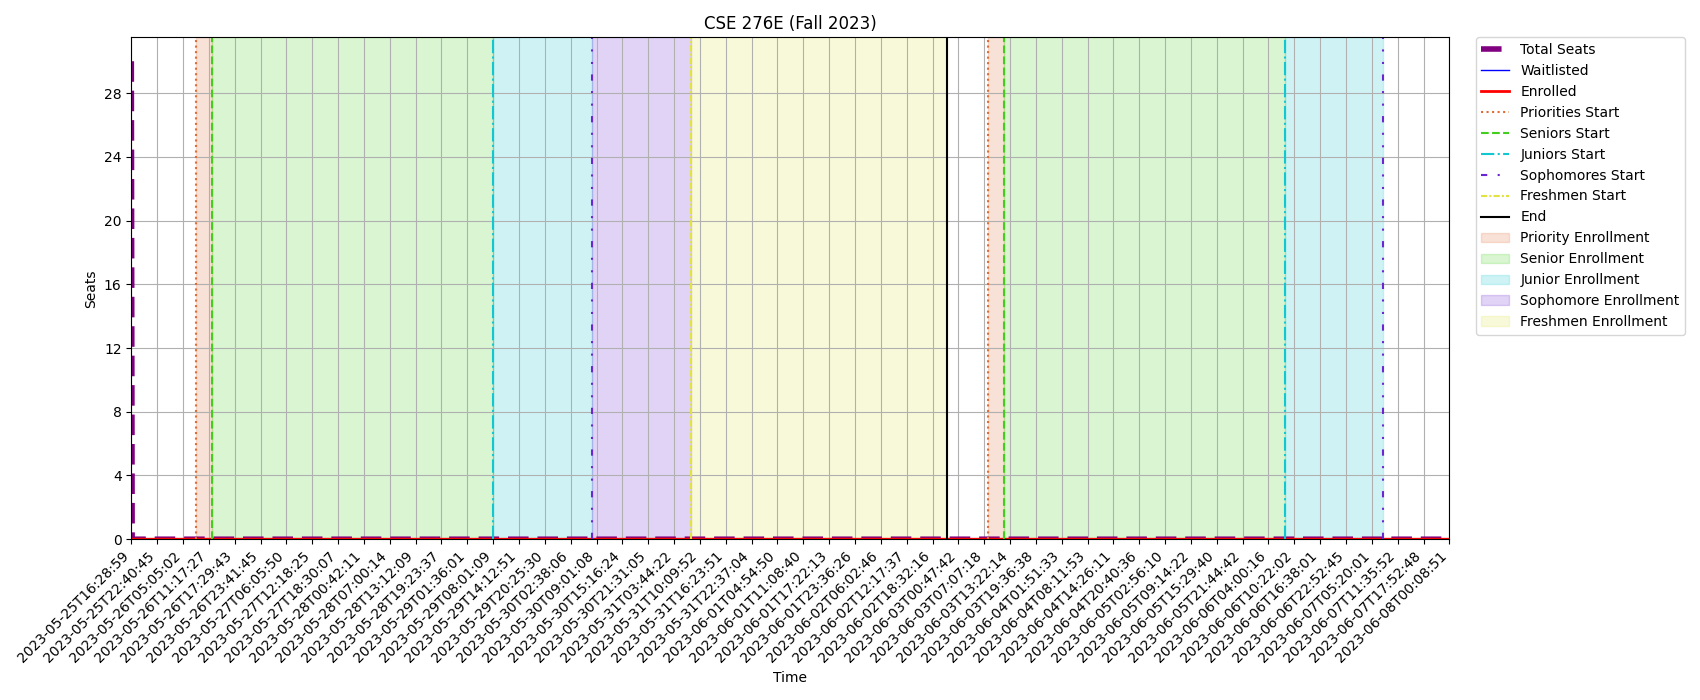 CSE 276E (Fall 2023)
Seats
28
24
20
16
12
8
4
0
2023-05-25T16:28:59
2023-05-25T22:40:45
2023-05-26T05:05:02
2023-05-26T11:17:27
2023-05-26T17:29:43
2023-05-26T23:41:45
2023-05-27T06:05:50
2023-05-27T12:18:25
2023-05-27T18:30:07
2023-05-28T00:42:11
2023-05-28T07:00:14
2023-05-28T13:12:09
2023-05-28T19:23:37
2023-05-29T01:36:01
2023-05-29T08:01:09
2023-05-29T14:12:51
2023-05-29T20:25:30
2023-05-30T02:38:06
2023-05-30T09:01:08
2023-05-30T15:16:24
2023-05-30T21:31:05
2023-05-31T03:44:22
2023-05-31T10:09:52
2023-05-31T16:23:51
2023-05-31T22:37:04
2023-06-01T04:54:50
2023-06-01T11:08:40
2023-06-01T17:22:13
2023-06-01T23:36:26
2023-06-02T06:02:46
2023-06-02T12:17:37
2023-06-02T18:32:16
2023-06-03T00:47:42
2023-06-03T07:07:18
2023-06-03T13:22:14
2023-06-03T19:36:38
2023-06-04T01:51:33
2023-06-04T08:11:53
2023-06-04T14:26:11
2023-06-04T20:40:36
2023-06-05T02:56:10
2023-06-05T09:14:22
2023-06-05T15:29:40
2023-06-05T21:44:42
2023-06-06T04:00:16
2023-06-06T10:22:02
2023-06-06T16:38:01
2023-06-06T22:52:45
2023-06-07T05:20:01
2023-06-07T11:35:52
2023-06-07T17:52:48
2023-06-08T00:08:51
Time
Total Seats
Waitlisted
Enrolled
Priorities Start
Seniors Start
Juniors Start
Sophomores Start
Freshmen Start
End
Priority Enrollment
Senior Enrollment
Junior Enrollment
Sophomore Enrollment
Freshmen Enrollment